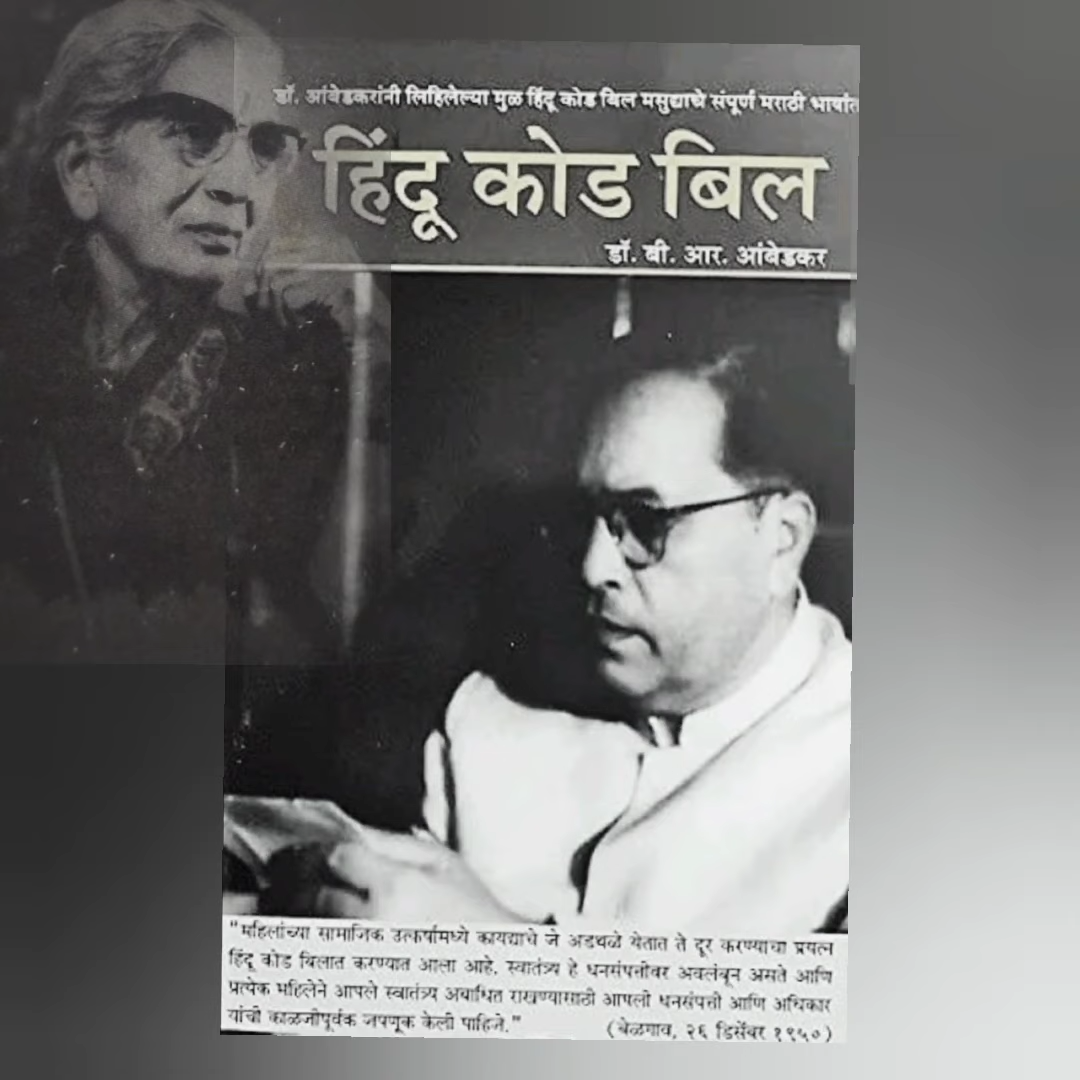 डॉ. आंबेडकरांनी लिहिलेल्या मुळ हिंदू कोड बिल मसुद्याचे संपूर्ण मराठी भाषांत
हिंदू कोड बिल
डॉ. बी. आर. आंबेडकर
"महिलांच्या सामाजिक उत्कर्षामध्ये कायद्याचे जे अडथळे येतात ते दूर करण्याचा प्रयत्न
हिंदू कोड बिलात करण्यात आला आहे. स्वातंत्र्य हे धनसंपत्तीवर अवलंबून असते आणि
प्रत्येक महिलेने आपले स्वातंत्र्य अबाधित राखण्यासाठी आपली धनसंपत्ती आणि अधिकार
यांची काळजीपूर्वक जपणूक केली पाहिजे." (बेळगाव, २६ डिसेंबर १९५०)